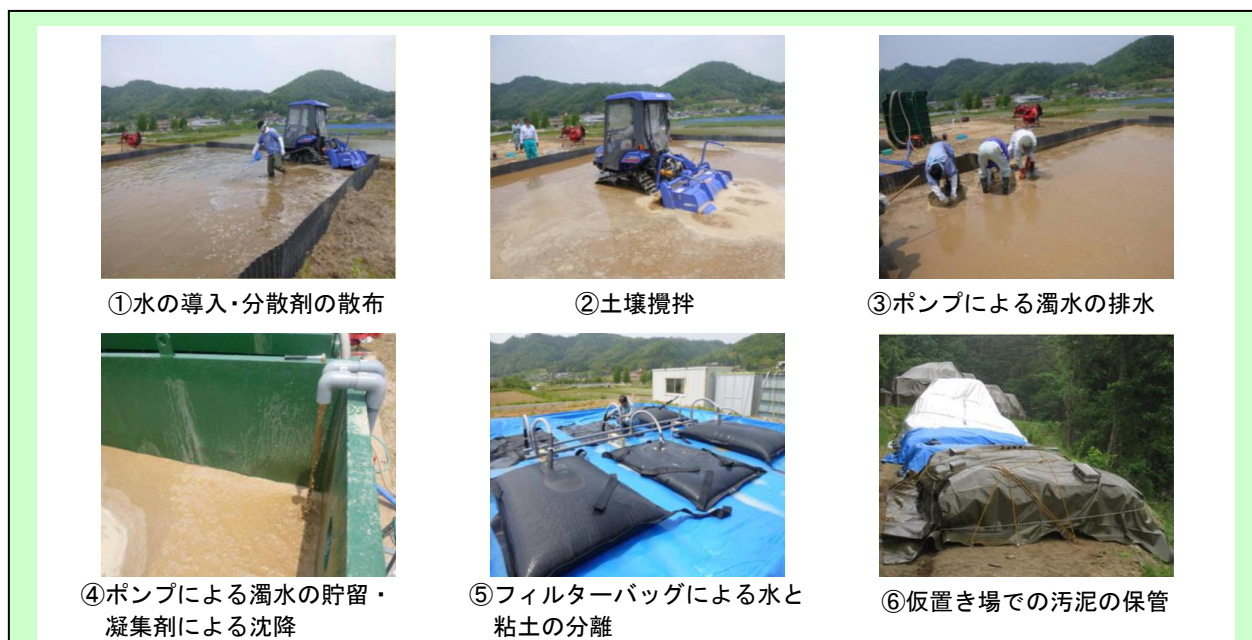 ①水の導入・分散剤の散布
②土壌攪拌
③ポンプによる濁水の排水
④ポンプによる濁水の貯留・
凝集剤による沈降
⑤フィルターバッグによる水と
粘土の分離
⑥仮置き場での汚泥の保管